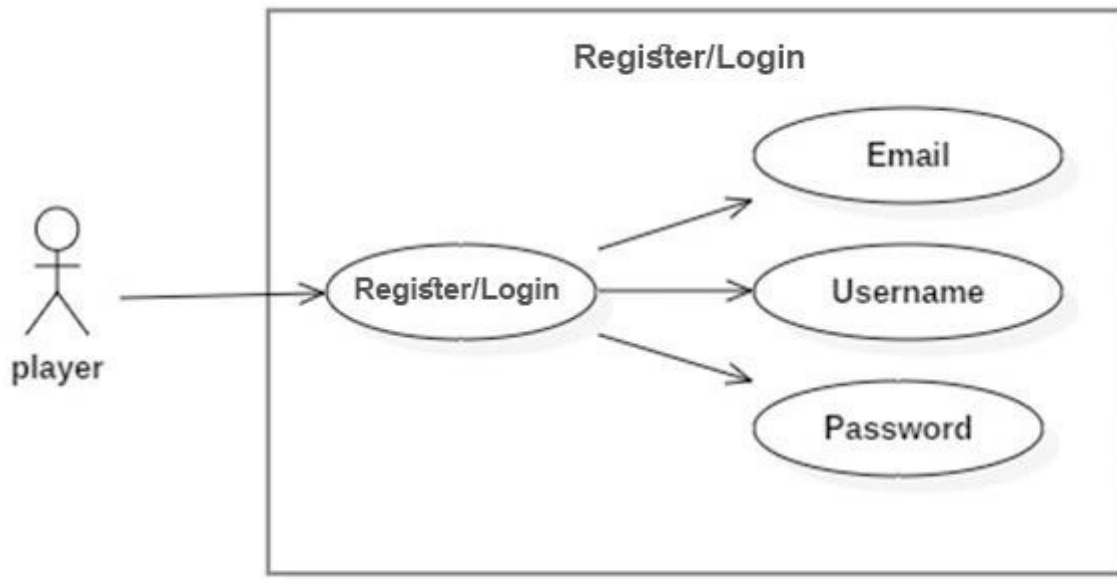 Register/Login
Email
Register/Login
Username
player
Password